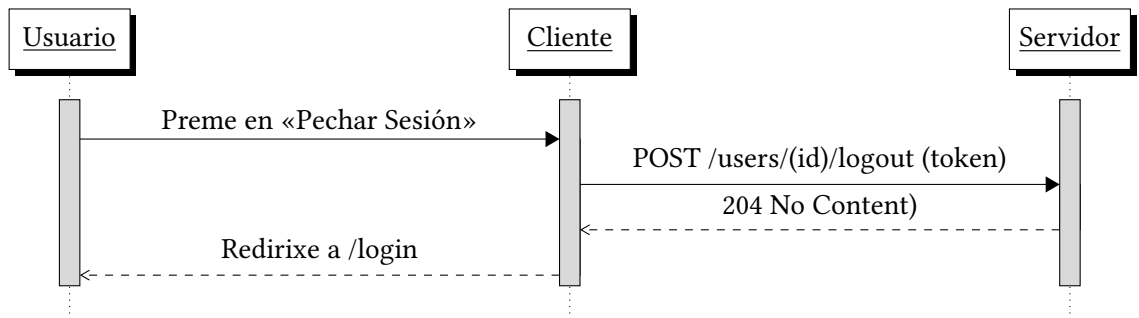 Usuario
Cliente
Servidor
Preme en «Pechar Sesión»
POST /users/(id)/logout (token)
204 No Content)
Redirixe a /login